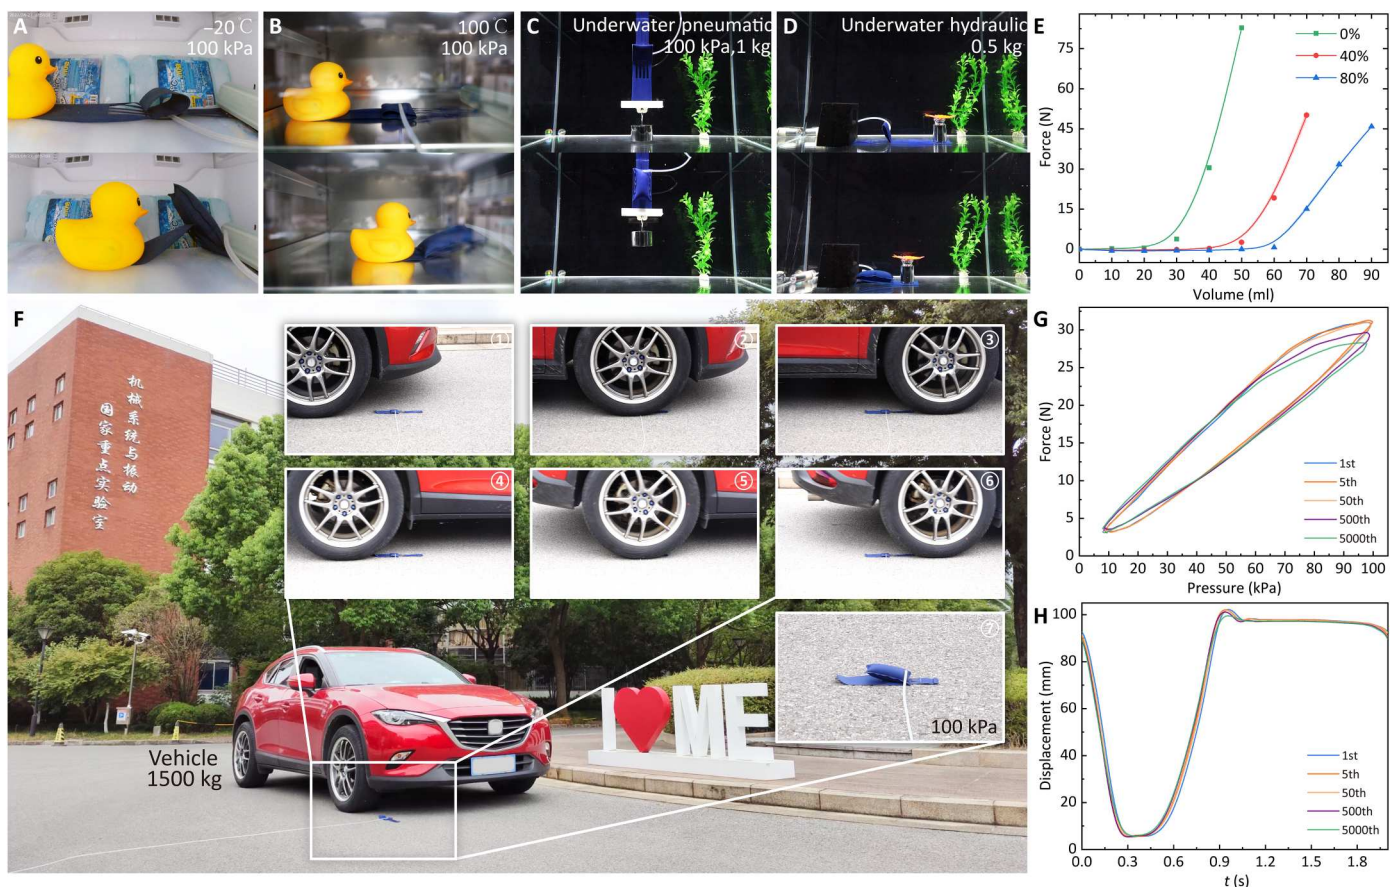 A
−20℃
100 kPa
B
100℃
100 kPa
C
Underwater pneumatic
100 kPa,1 kg
D
Underwater hydraulic
0.5 kg
E
Force (N)
75
60
45
30
15
0
0%
40%
80%
0 10 20 30 40 50 60 70 80 90
Volume (ml)
F
机械系统与振动
国家重点实验室
①
②
③
④
⑤
⑥
⑦
100 kPa
Vehicle
1500 kg
I ME
G
Force (N)
30
25
20
15
10
5
0
1st
5th
50th
500th
5000th
0 10 20 30 40 50 60 70 80 90 100
Pressure (kPa)
H
Displacement (mm)
100
80
60
40
20
0
1st
5th
50th
500th
5000th
0.0 0.3 0.6 0.9 1.2 1.5 1.8
t (s)